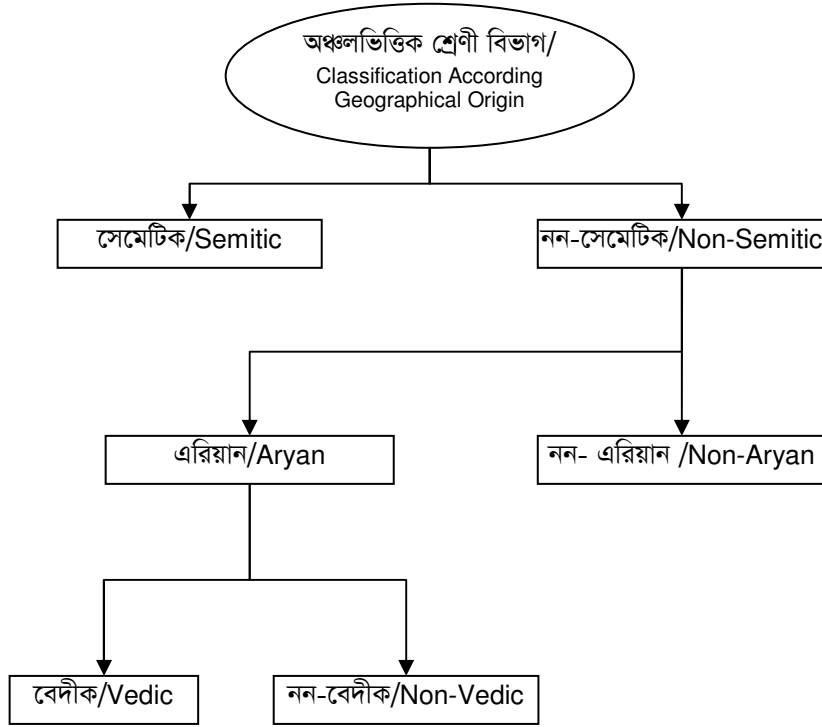 অঞ্চলভিত্তিক শ্রেণী বিভাগ/
Classification According
Geographical Origin
সেমেটিক/Semitic
নন-সেমেটিক/Non-Semitic
এরিয়ান/Aryan
নন- এরিয়ান /Non-Aryan
বেদীক/Vedic
নন-বেদীক/Non-Vedic